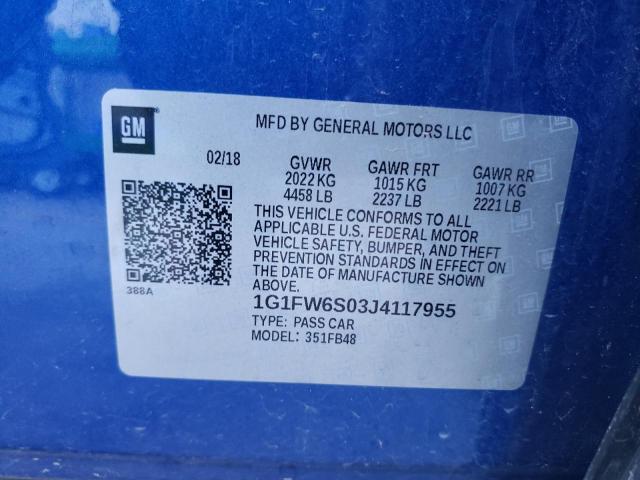 GM
MFD BY GENERAL MOTORS LLC
02/18 GVWR GAWR FRT GAWR RR
2022 KG 1015 KG 1007 KG
4458 LB 2237 LB 2221 LB
THIS VEHICLE CONFORMS TO ALL
APPLICABLE U.S. FEDERAL MOTOR
VEHICLE SAFETY, BUMPER, AND THEFT
PREVENTION STANDARDS IN EFFECT ON
THE DATE OF MANUFACTURE SHOWN
ABOVE.
388A
1G1FW6S03J4117955
TYPE: PASS CAR
MODEL: 351FB48